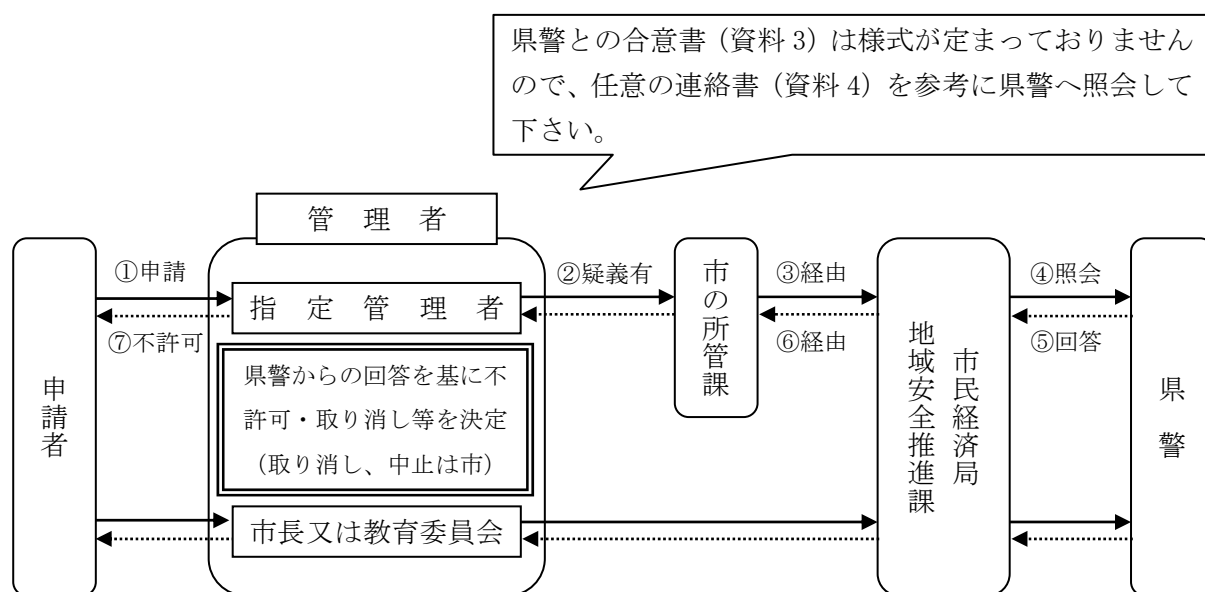 県警との合意書（資料3）は様式が定まっておりません
ので、任意の連絡書（資料4）を参考に県警へ照会して
下さい。
管理者
申請者
①申請
⑦不許可
指定管理者
県警からの回答を基に不
許可・取り消し等を決定
（取り消し、中止は市）
市長又は教育委員会
②疑義有
市の所管課
③経由
⑥経由
市民経済局
地域安全推進課
④照会
⑤回答
県警